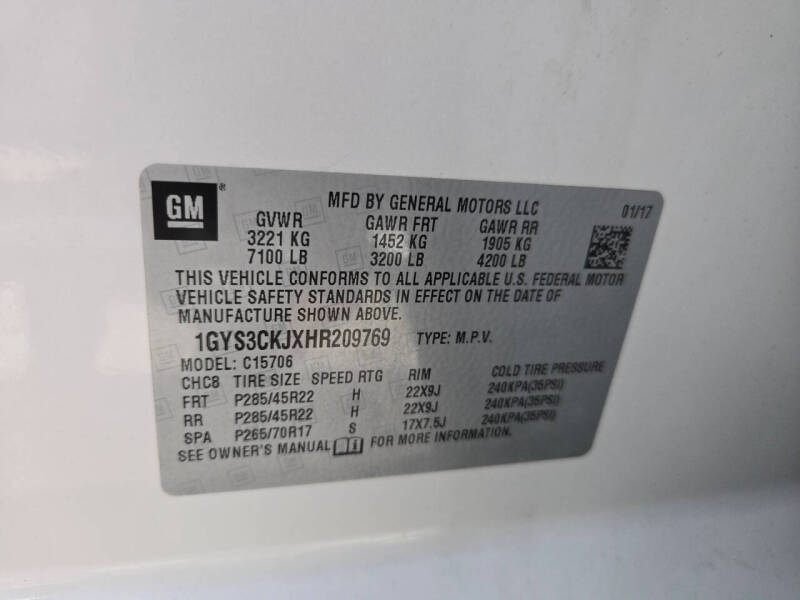 GM® MFD BY GENERAL MOTORS LLC 01/17
GVWR GAWR FRT GAWR RR
3221 KG 1452 KG 1905 KG
7100 LB 3200 LB 4200 LB
THIS VEHICLE CONFORMS TO ALL APPLICABLE U.S. FEDERAL MOTOR
VEHICLE SAFETY STANDARDS IN EFFECT ON THE DATE OF
MANUFACTURE SHOWN ABOVE.
1GYS3CKJXHR209769 TYPE: M.P.V.
MODEL: C15706
CHC8 TIRE SIZE SPEED RTG RIM COLD TIRE PRESSURE
FRT P285/45R22 H 22X9J 240KPA(35PSI)
RR P285/45R22 H 22X9J 240KPA(35PSI)
SPA P265/70R17 S 17X7.5J 240KPA(35PSI)
SEE OWNER'S MANUAL FOR MORE INFORMATION.